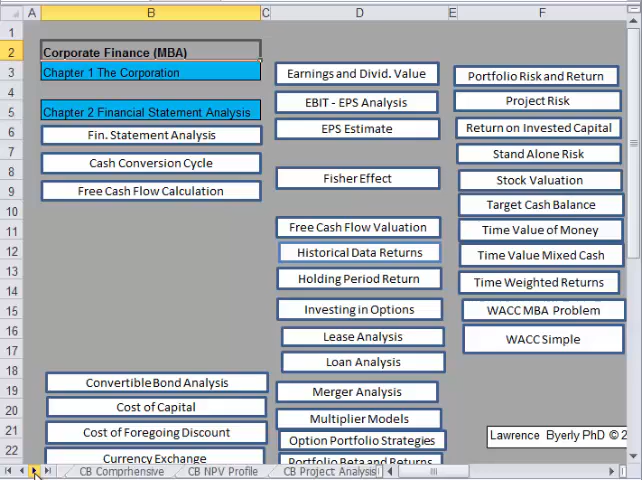 A B C D E F
1
2
3
4
5
6
7
8
9
10
11
12
13
14
15
16
17
18
19
20
21
22
Corporate Finance (MBA)
Chapter 1 The Corporation
Chapter 2 Financial Statement Analysis
Fin. Statement Analysis
Cash Conversion Cycle
Free Cash Flow Calculation
Convertible Bond Analysis
Cost of Capital
Cost of Foregoing Discount
Currency Exchange
Earnings and Divid. Value
EBIT - EPS Analysis
EPS Estimate
Fisher Effect
Free Cash Flow Valuation
Historical Data Returns
Holding Period Return
Investing in Options
Lease Analysis
Loan Analysis
Merger Analysis
Multiplier Models
Option Portfolio Strategies
Portfolio Beta and Returns
Portfolio Risk and Return
Project Risk
Return on Invested Capital
Stand Alone Risk
Stock Valuation
Target Cash Balance
Time Value of Money
Time Value Mixed Cash
Time Weighted Returns
WACC MBA Problem
WACC Simple
Lawrence Byerly PhD © 2
CB Comprhensive CB NPV Profile CB Project Analysis